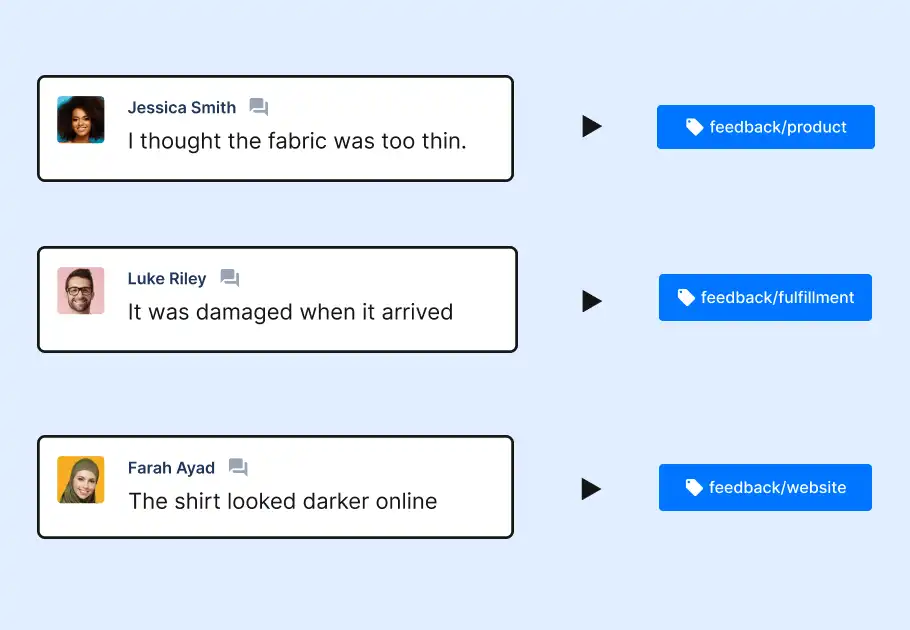 Jessica Smith
I thought the fabric was too thin.
feedback/product
Luke Riley
It was damaged when it arrived
feedback/fulfillment
Farah Ayad
The shirt looked darker online
feedback/website